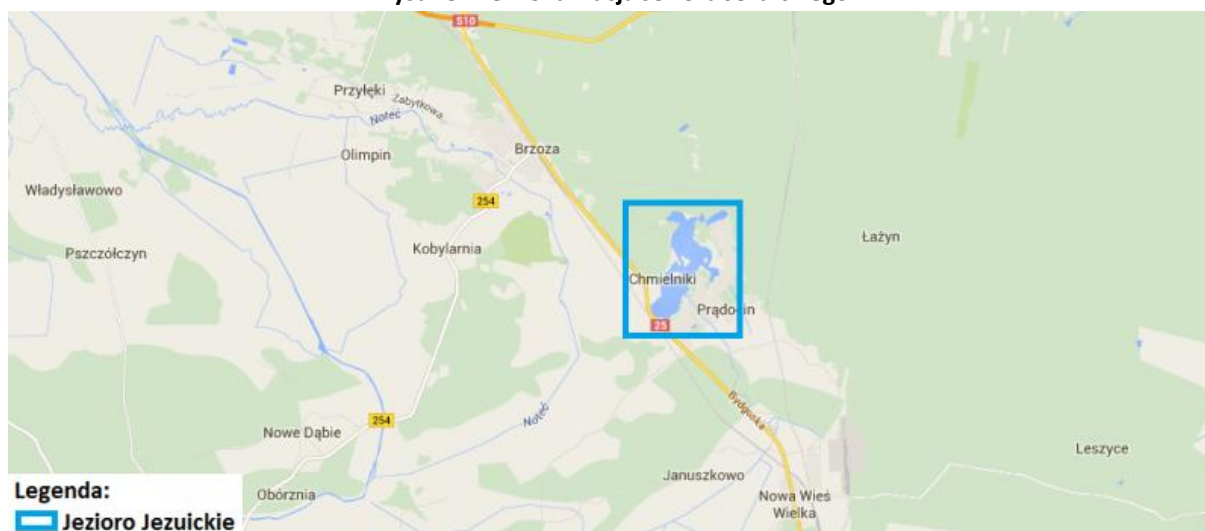 S10
Przyłęki
Zabytkowa
Noteć
Brzoza
Olimpin
Władysławowo
254
Łażyn
Kobylarnia
Pszczółczyn
Chmielniki
Prądocin
25
Bydgoska
254
Noteć
Nowe Dąbie
Leszyce
Januszkowo
Obórznia
Nowa Wieś
Wielka
Legenda:
Jezioro Jezuickie